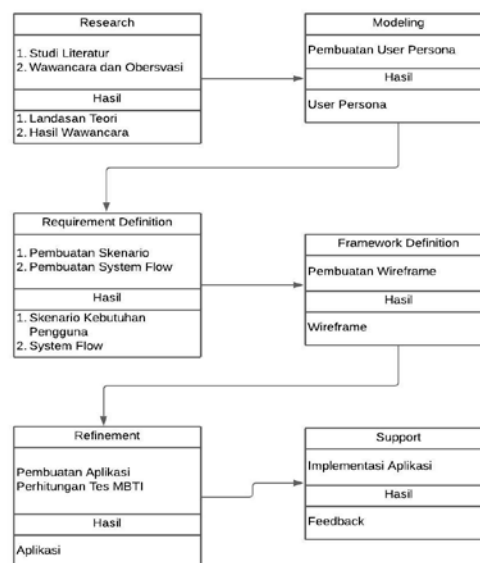 Research
1. Studi Literatur
2. Wawancara dan Obersvasi
Hasil
1. Landasan Teori
2. Hasil Wawancara
Modeling
Pembuatan User Persona
Hasil
User Persona
Requirement Definition
1. Pembuatan Skenario
2. Pembuatan System Flow
Hasil
1. Skenario Kebutuhan
Pengguna
2. System Flow
Framework Definition
Pembuatan Wireframe
Hasil
Wireframe
Refinement
Pembuatan Aplikasi
Perhitungan Tes MBTI
Hasil
Aplikasi
Support
Implementasi Aplikasi
Hasil
Feedback